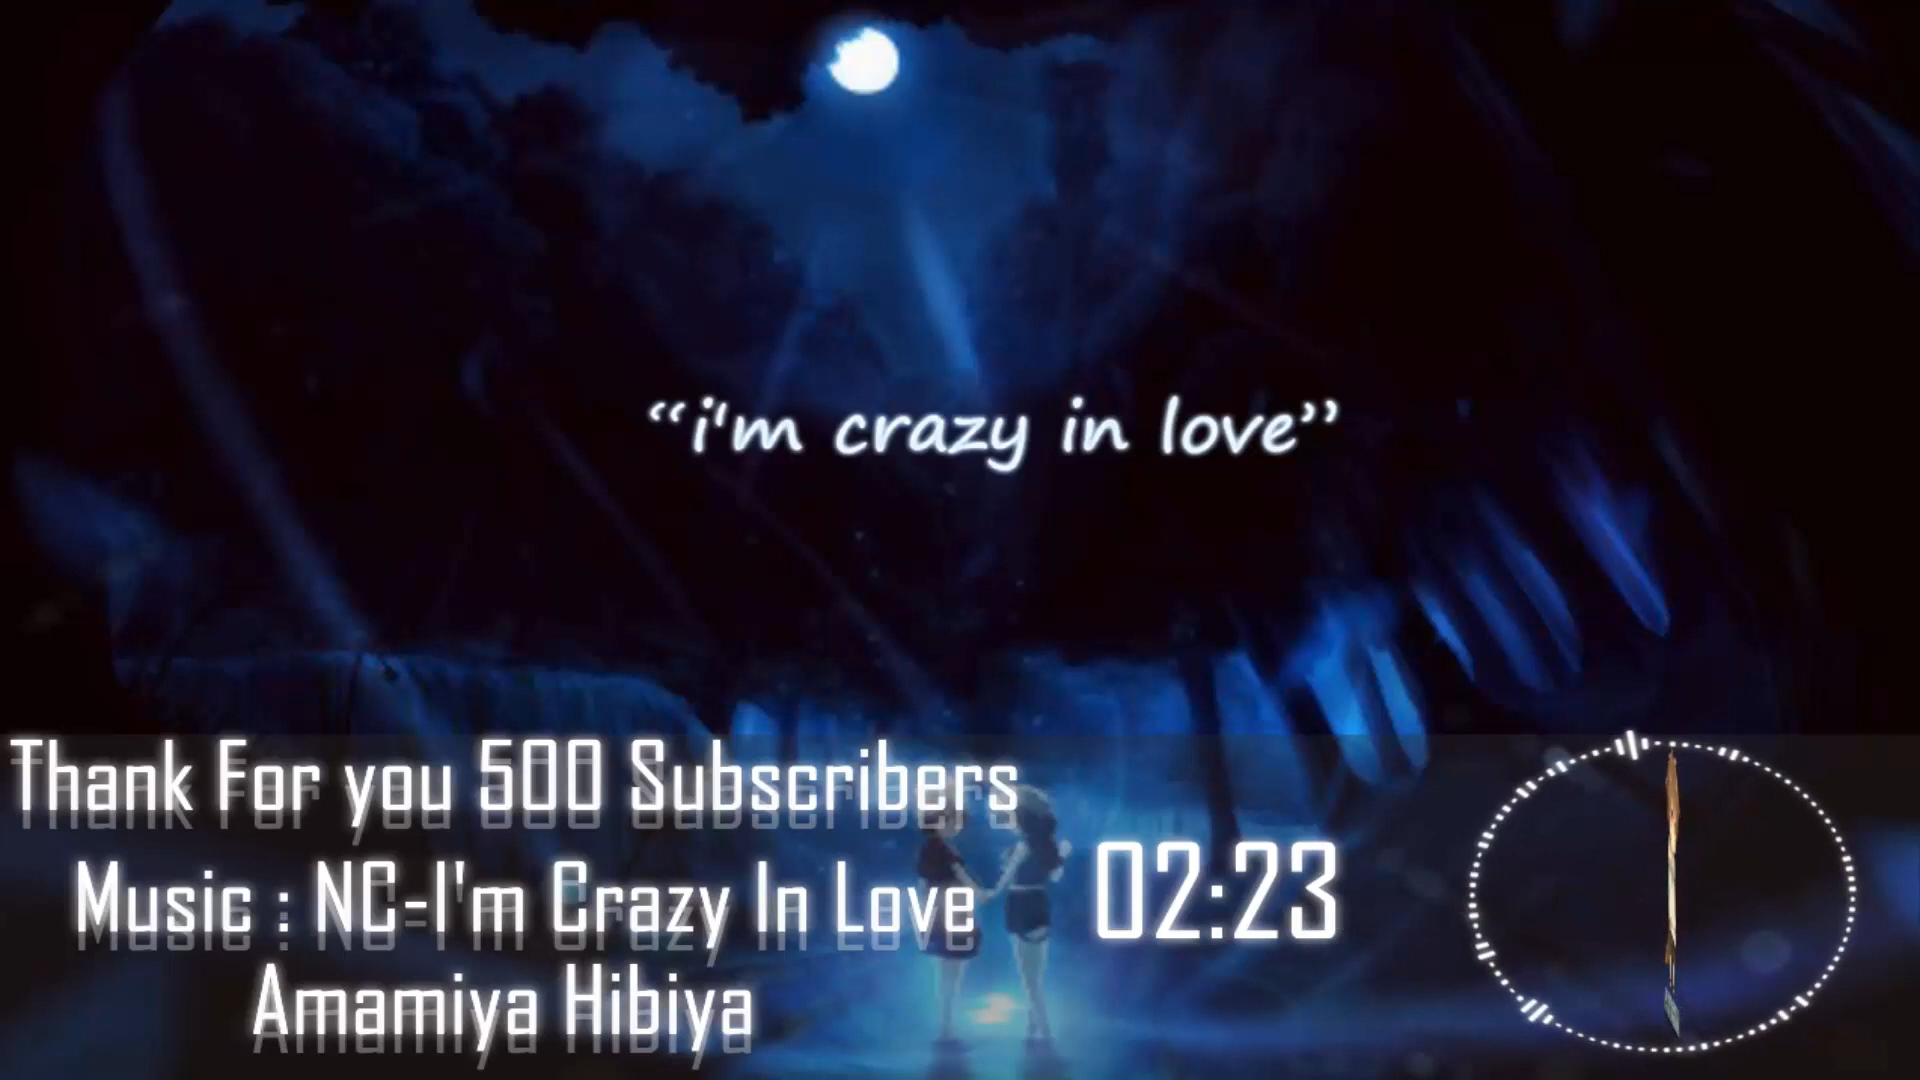 “i'm crazy in love”
Thank For you 500 Subscribers
Music : NC-I'm Crazy In Love
02:23
Amamiya Hibiya